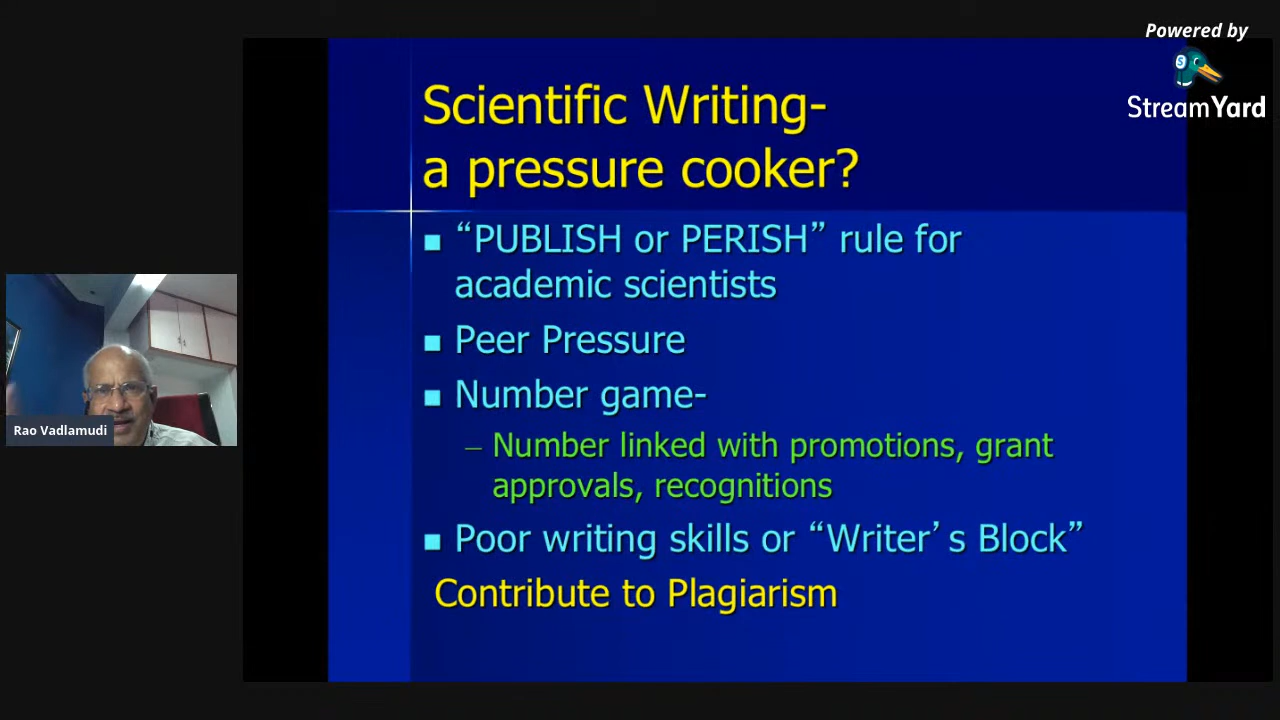 Powered by
StreamYard
Scientific Writing-
a pressure cooker?
“PUBLISH or PERISH” rule for
academic scientists
Peer Pressure
Number game-
– Number linked with promotions, grant
approvals, recognitions
Poor writing skills or “Writer’s Block”
Contribute to Plagiarism
Rao Vadlamudi